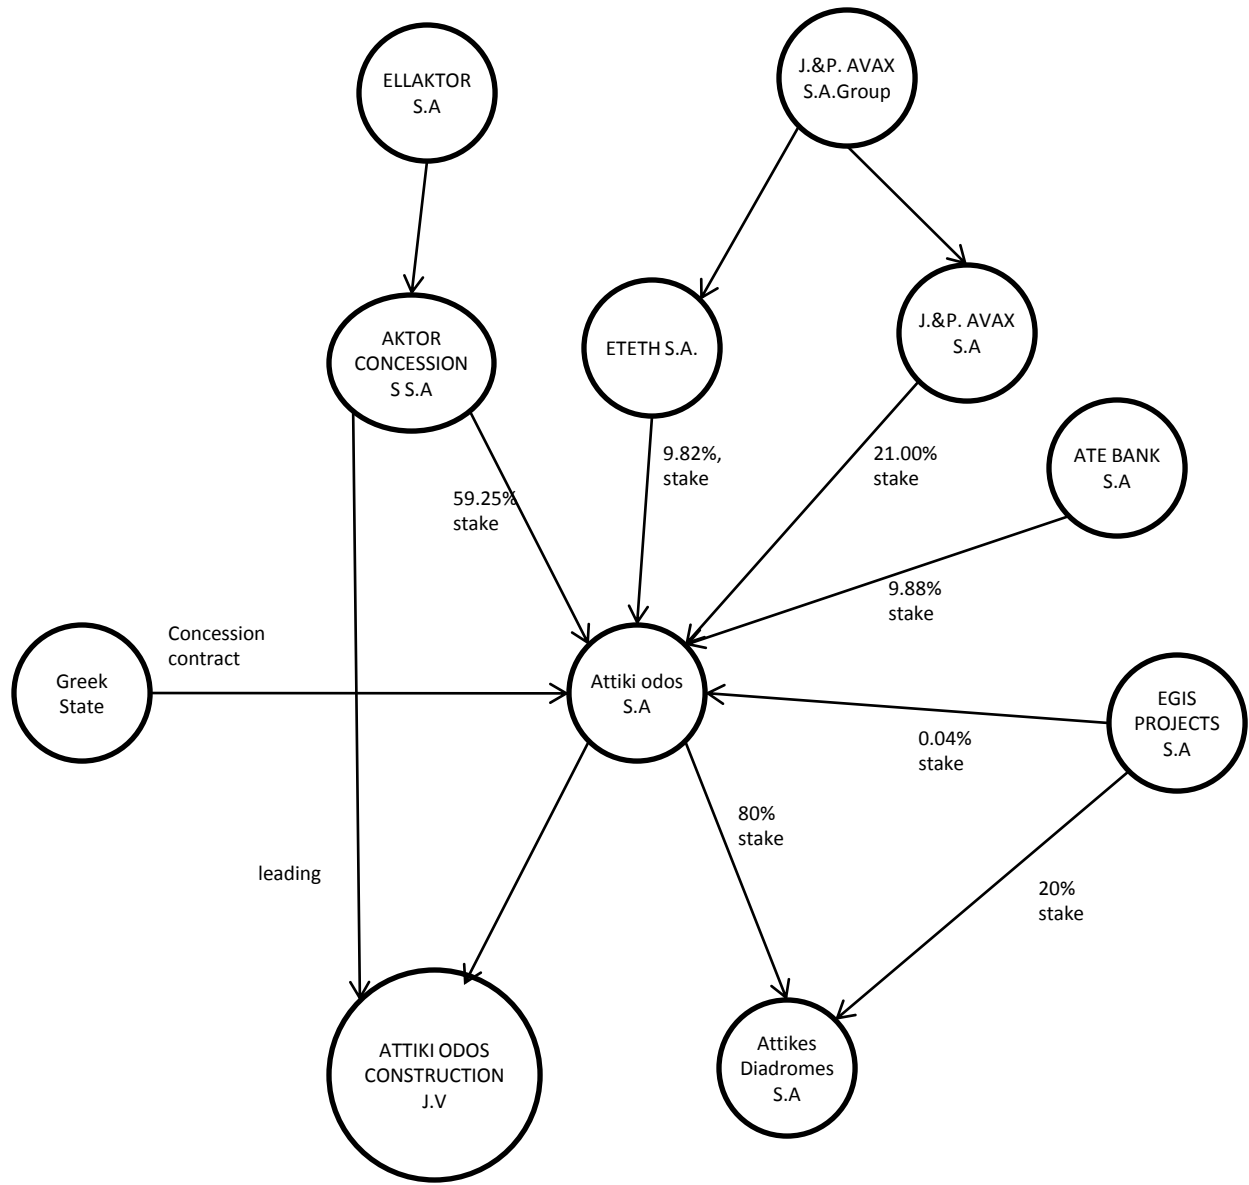 ELLAKTOR
S.A
J.&P. AVAX
S.A.Group
AKTOR
CONCESSION
S S.A
ETETH S.A.
J.&P. AVAX
S.A
9.82%,
stake
21.00%
stake
ATE BANK
S.A
59.25%
stake
9.88%
stake
Concession
contract
Greek
State
Attiki odos
S.A
EGIS
PROJECTS
S.A
0.04%
stake
80%
stake
leading
20%
stake
ATTIKI ODOS
CONSTRUCTION
J.V
Attikes
Diadromes
S.A